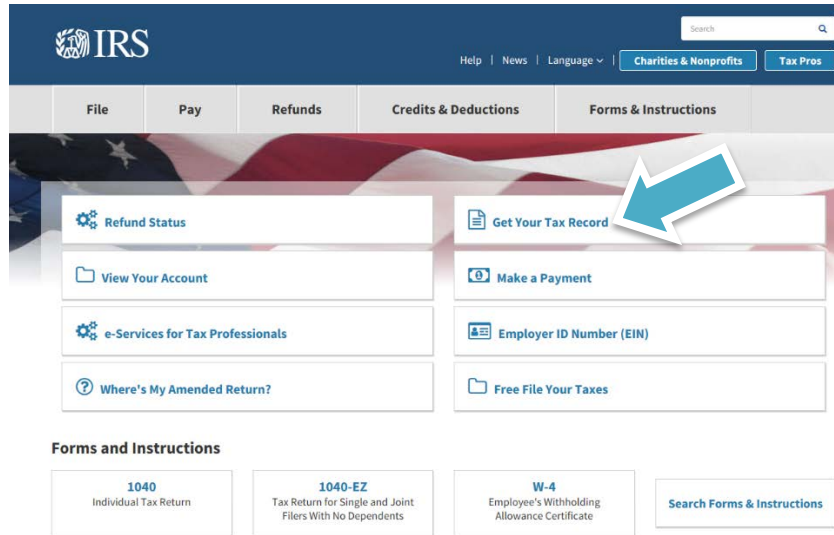 IRS
Search
Help | News | Language | Charities & Nonprofits Tax Pros
File Pay Refunds Credits & Deductions Forms & Instructions
Refund Status
Get Your Tax Record
View Your Account
Make a Payment
e-Services for Tax Professionals
Employer ID Number (EIN)
Where's My Amended Return?
Free File Your Taxes
Forms and Instructions
1040
Individual Tax Return
1040-EZ
Tax Return for Single and Joint
Filers With No Dependents
W-4
Employee's Withholding
Allowance Certificate
Search Forms & Instructions